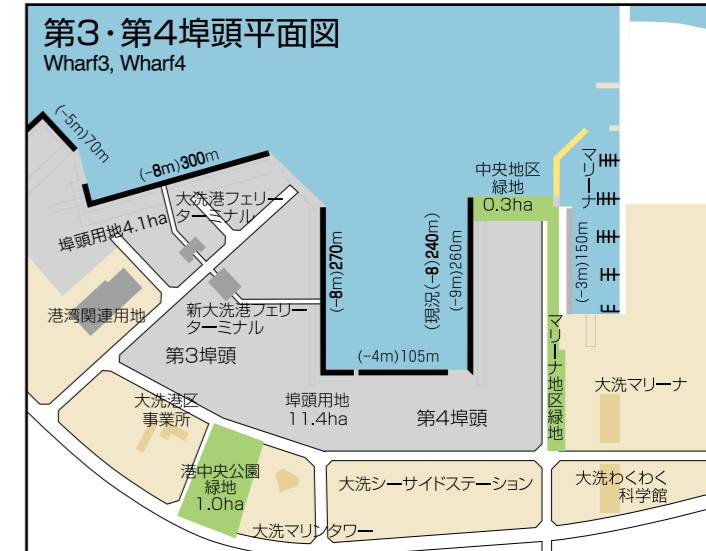 第3・第4埠頭平面図
Wharf3, Wharf4
(-5m)70m
(-8m)300m
大洗港フェリー
ターミナル
埠頭用地4.1ha
港湾関連用地
新大洗港フェリー
ターミナル
第3埠頭
(-8m)270m
(現況(-8)240m)
(-9m)260m
(-4m)105m
中央地区
緑地
0.3ha
マリーナ
(-3m)150m
マリーナ地区緑地
大洗マリーナ
大洗港区
事業所
埠頭用地
11.4ha
第4埠頭
港中央公園
緑地
1.0ha
大洗マリンタワー
大洗シーサイドステーション
大洗わくわく
科学館